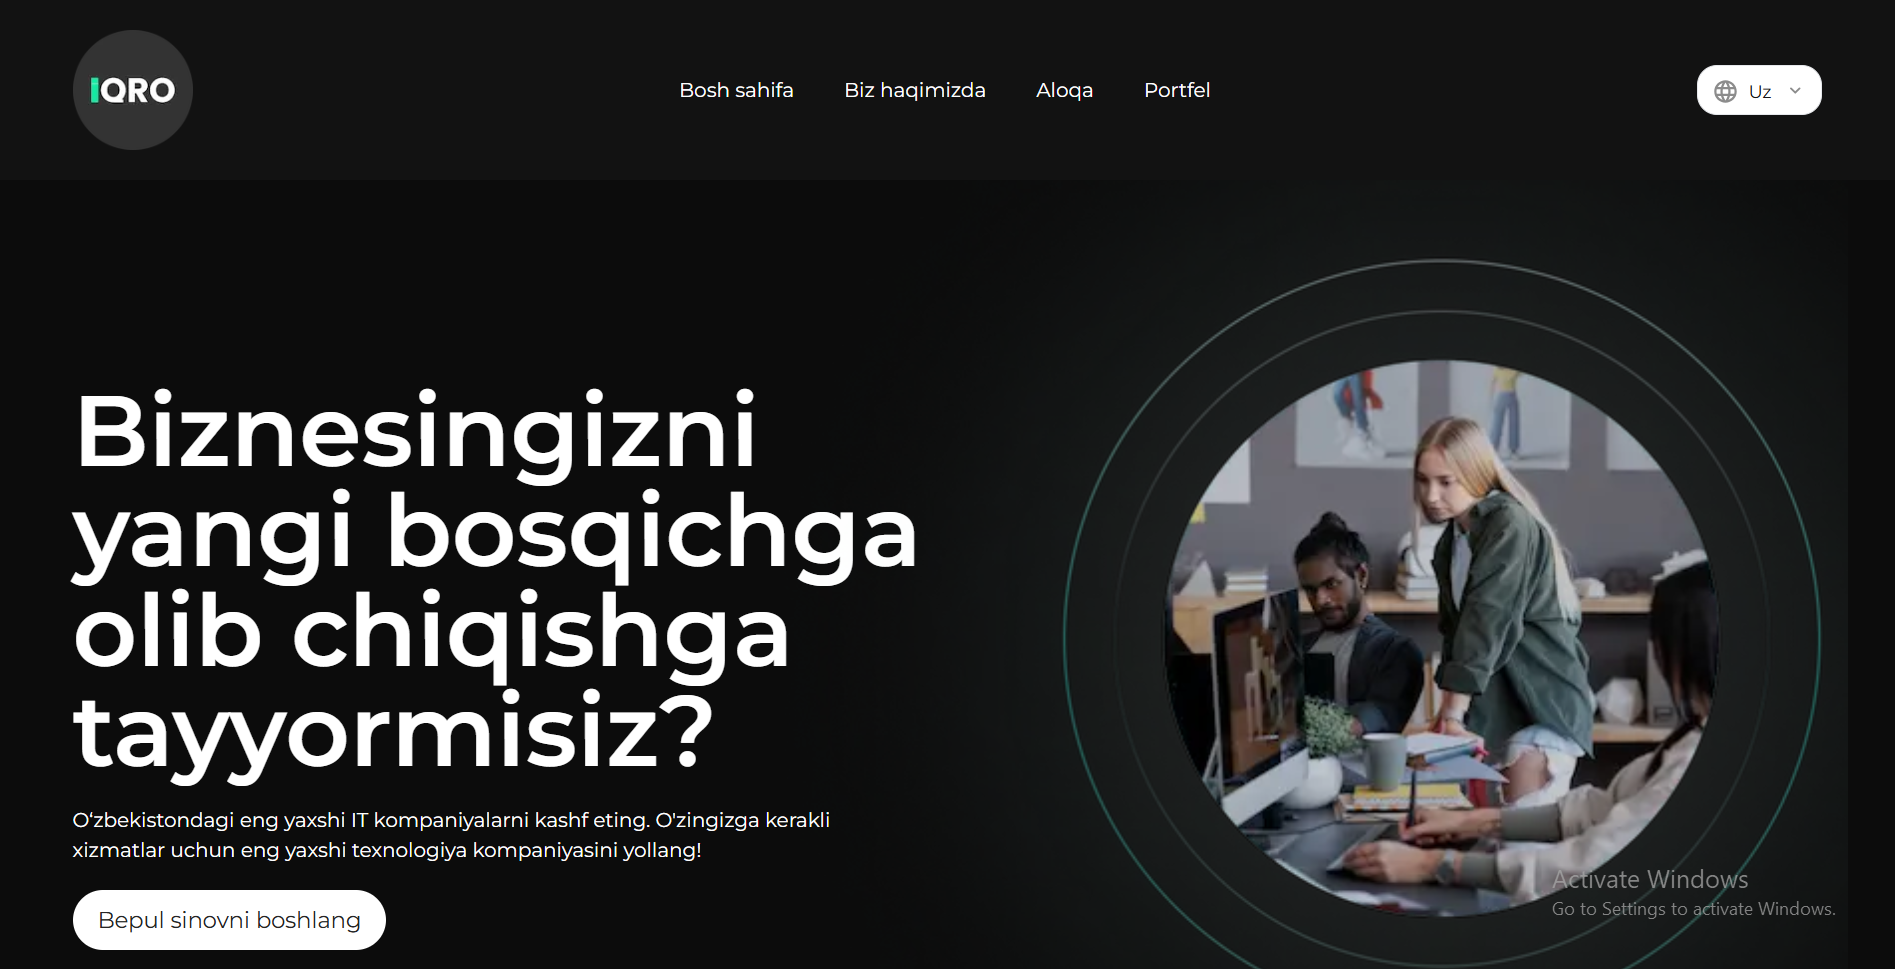 IQRO
Bosh sahifa
Biz haqimizda
Aloqa
Portfel
Uz
Biznesingizni
yangi bosqichga
olib chiqishga
tayyormisiz?
O‘zbekistondagi eng yaxshi IT kompaniyalarni kashf eting. O'zingizga kerakli
xizmatlar uchun eng yaxshi texnologiya kompaniyasini yollang!
Bepul sinovni boshlang
Activate Windows
Go to Settings to activate Windows.